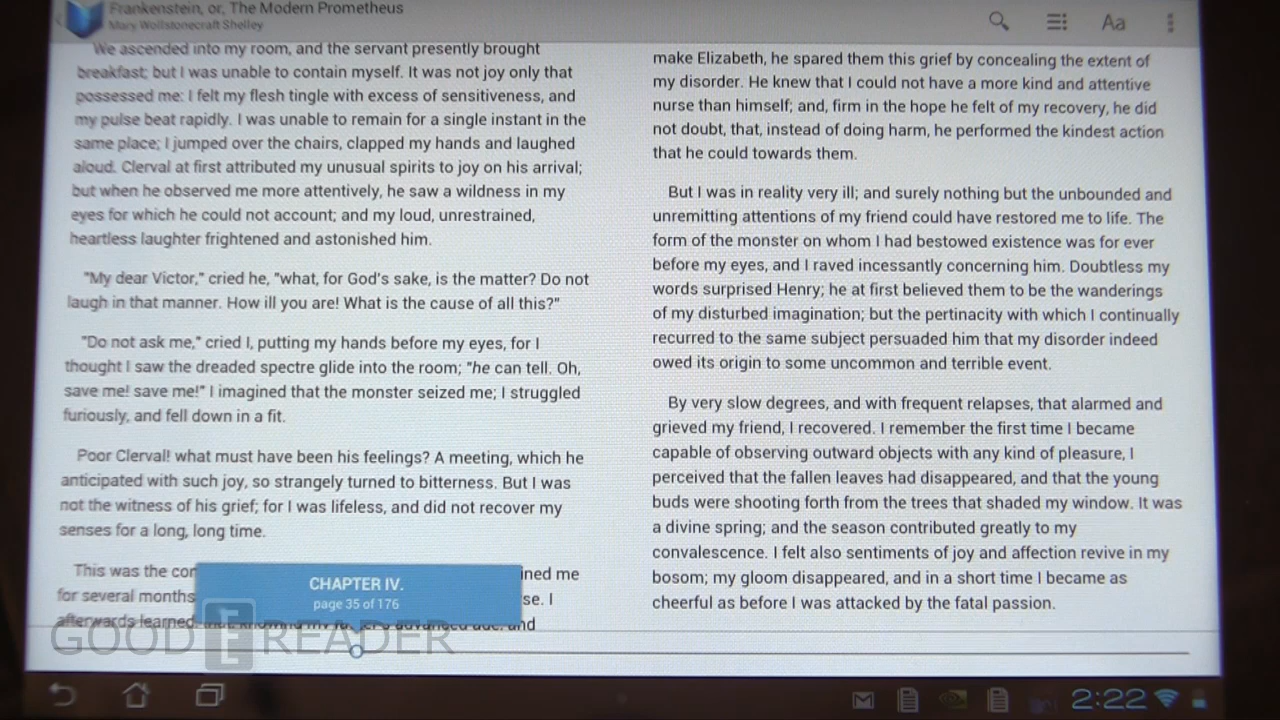 Frankenstein, or, The Modern Prometheus
Mary Wollstonecraft Shelley
Aa
We ascended into my room, and the servant presently brought
breakfast; but I was unable to contain myself. It was not joy only that
possessed me: I felt my flesh tingle with excess of sensitiveness, and
my pulse beat rapidly. I was unable to remain for a single instant in the
same place; I jumped over the chairs, clapped my hands and laughed
aloud. Clerval at first attributed my unusual spirits to joy on his arrival;
but when he observed me more attentively, he saw a wildness in my
eyes for which he could not account; and my loud, unrestrained,
heartless laughter frightened and astonished him.
"My dear Victor," cried he, "what, for God's sake, is the matter? Do not
laugh in that manner. How ill you are! What is the cause of all this?"
"Do not ask me," cried I, putting my hands before my eyes, for I
thought I saw the dreaded spectre glide into the room; "he can tell. Oh,
save me! save me!" I imagined that the monster seized me; I struggled
furiously, and fell down in a fit.
Poor Clerval! what must have been his feelings? A meeting, which he
anticipated with such joy, so strangely turned to bitterness. But I was
not the witness of his grief; for I was lifeless, and did not recover my
senses for a long, long time.
This was the ined me
for several months se. I
afterwards learned, and
make Elizabeth, he spared them this grief by concealing the extent of
my disorder. He knew that I could not have a more kind and attentive
nurse than himself; and, firm in the hope he felt of my recovery, he did
not doubt, that, instead of doing harm, he performed the kindest action
that he could towards them.
But I was in reality very ill; and surely nothing but the unbounded and
unremitting attentions of my friend could have restored me to life. The
form of the monster on whom I had bestowed existence was for ever
before my eyes, and I raved incessantly concerning him. Doubtless my
words surprised Henry; he at first believed them to be the wanderings
of my disturbed imagination; but the pertinacity with which I continually
recurred to the same subject persuaded him that my disorder indeed
owed its origin to some uncommon and terrible event.
By very slow degrees, and with frequent relapses, that alarmed and
grieved my friend, I recovered. I remember the first time I became
capable of observing outward objects with any kind of pleasure, I
perceived that the fallen leaves had disappeared, and that the young
buds were shooting forth from the trees that shaded my window. It was
a divine spring; and the season contributed greatly to my
convalescence. I felt also sentiments of joy and affection revive in my
bosom; my gloom disappeared, and in a short time I became as
cheerful as before I was attacked by the fatal passion.
CHAPTER IV.
page 35 of 176
GOOD E READER
2:22